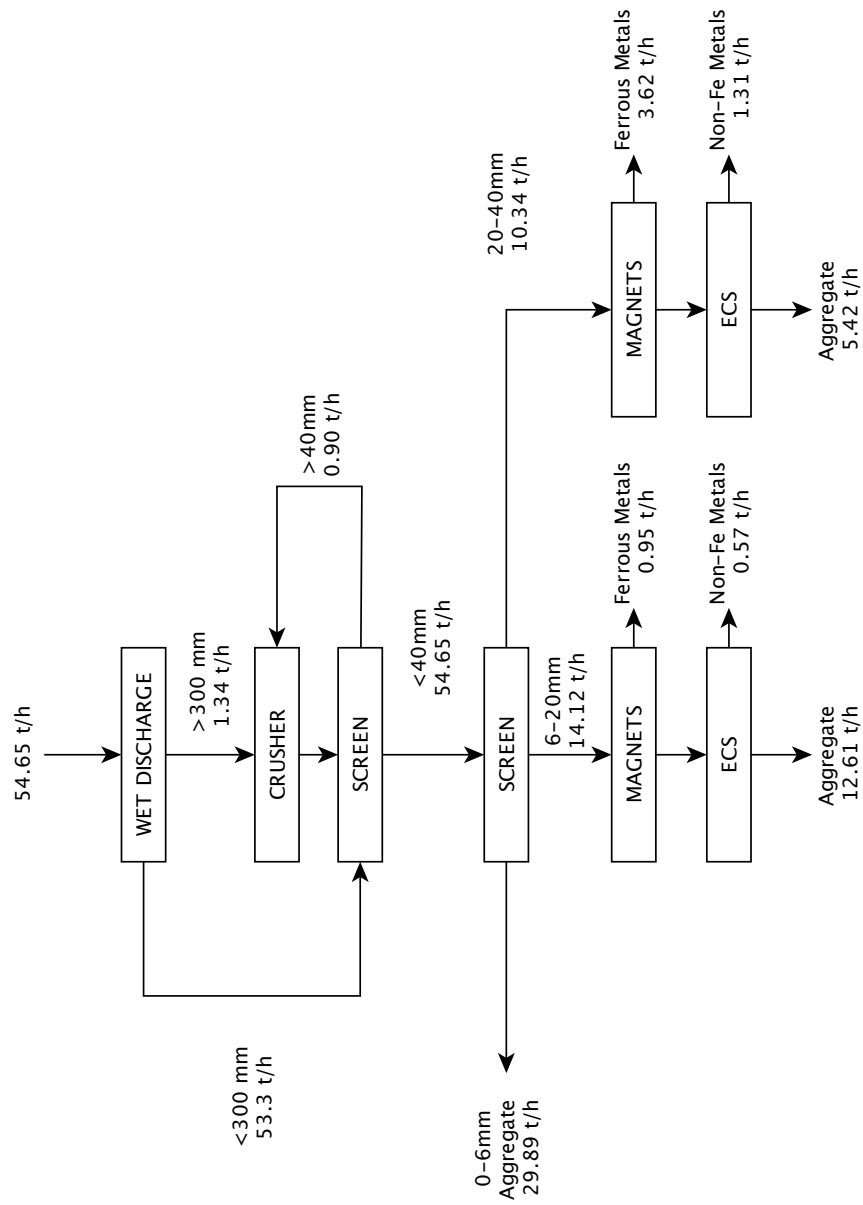 54.65 t/h
WET DISCHARGE
>300 mm
1.34 t/h
<300 mm
53.3 t/h
CRUSHER
>40mm
0.90 t/h
SCREEN
<40mm
54.65 t/h
SCREEN
0-6mm
Aggregate
29.89 t/h
6-20mm
14.12 t/h
20-40mm
10.34 t/h
MAGNETS
Ferrous Metals
0.95 t/h
ECS
Non-Fe Metals
0.57 t/h
Aggregate
12.61 t/h
MAGNETS
Ferrous Metals
3.62 t/h
ECS
Non-Fe Metals
1.31 t/h
Aggregate
5.42 t/h